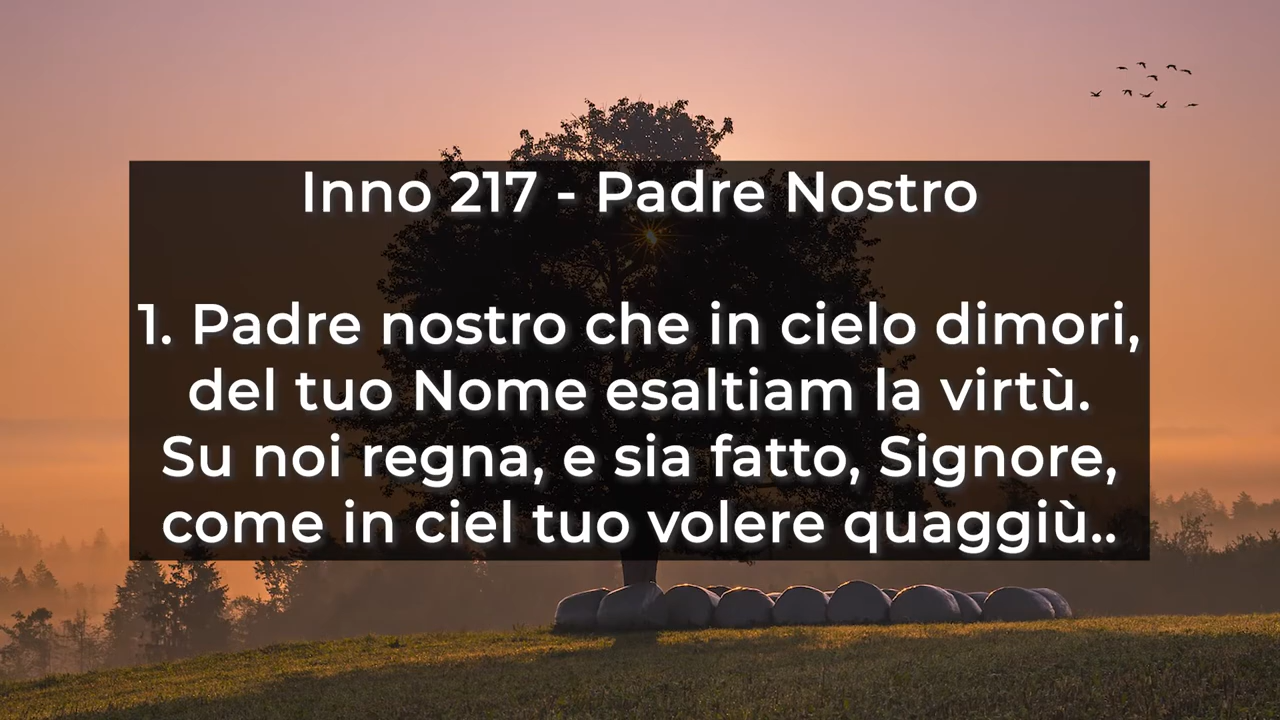 Inno 217 - Padre Nostro
1. Padre nostro che in cielo dimori,
del tuo Nome esaltiam la virtù.
Su noi regna, e sia fatto, Signore,
come in ciel tuo volere quaggiù..